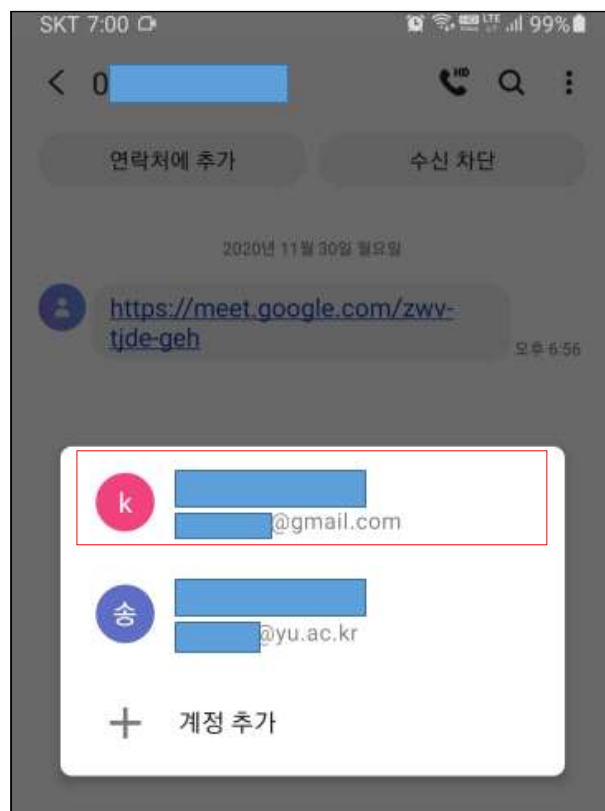 SKT 7:00 LTE 99%
0 HD
연락처에 추가 수신 차단
2020년 11월 30일 월요일
https://meet.google.com/zwv-
tjde-geh
오후 6:56
k
@gmail.com
송
@yu.ac.kr
계정 추가